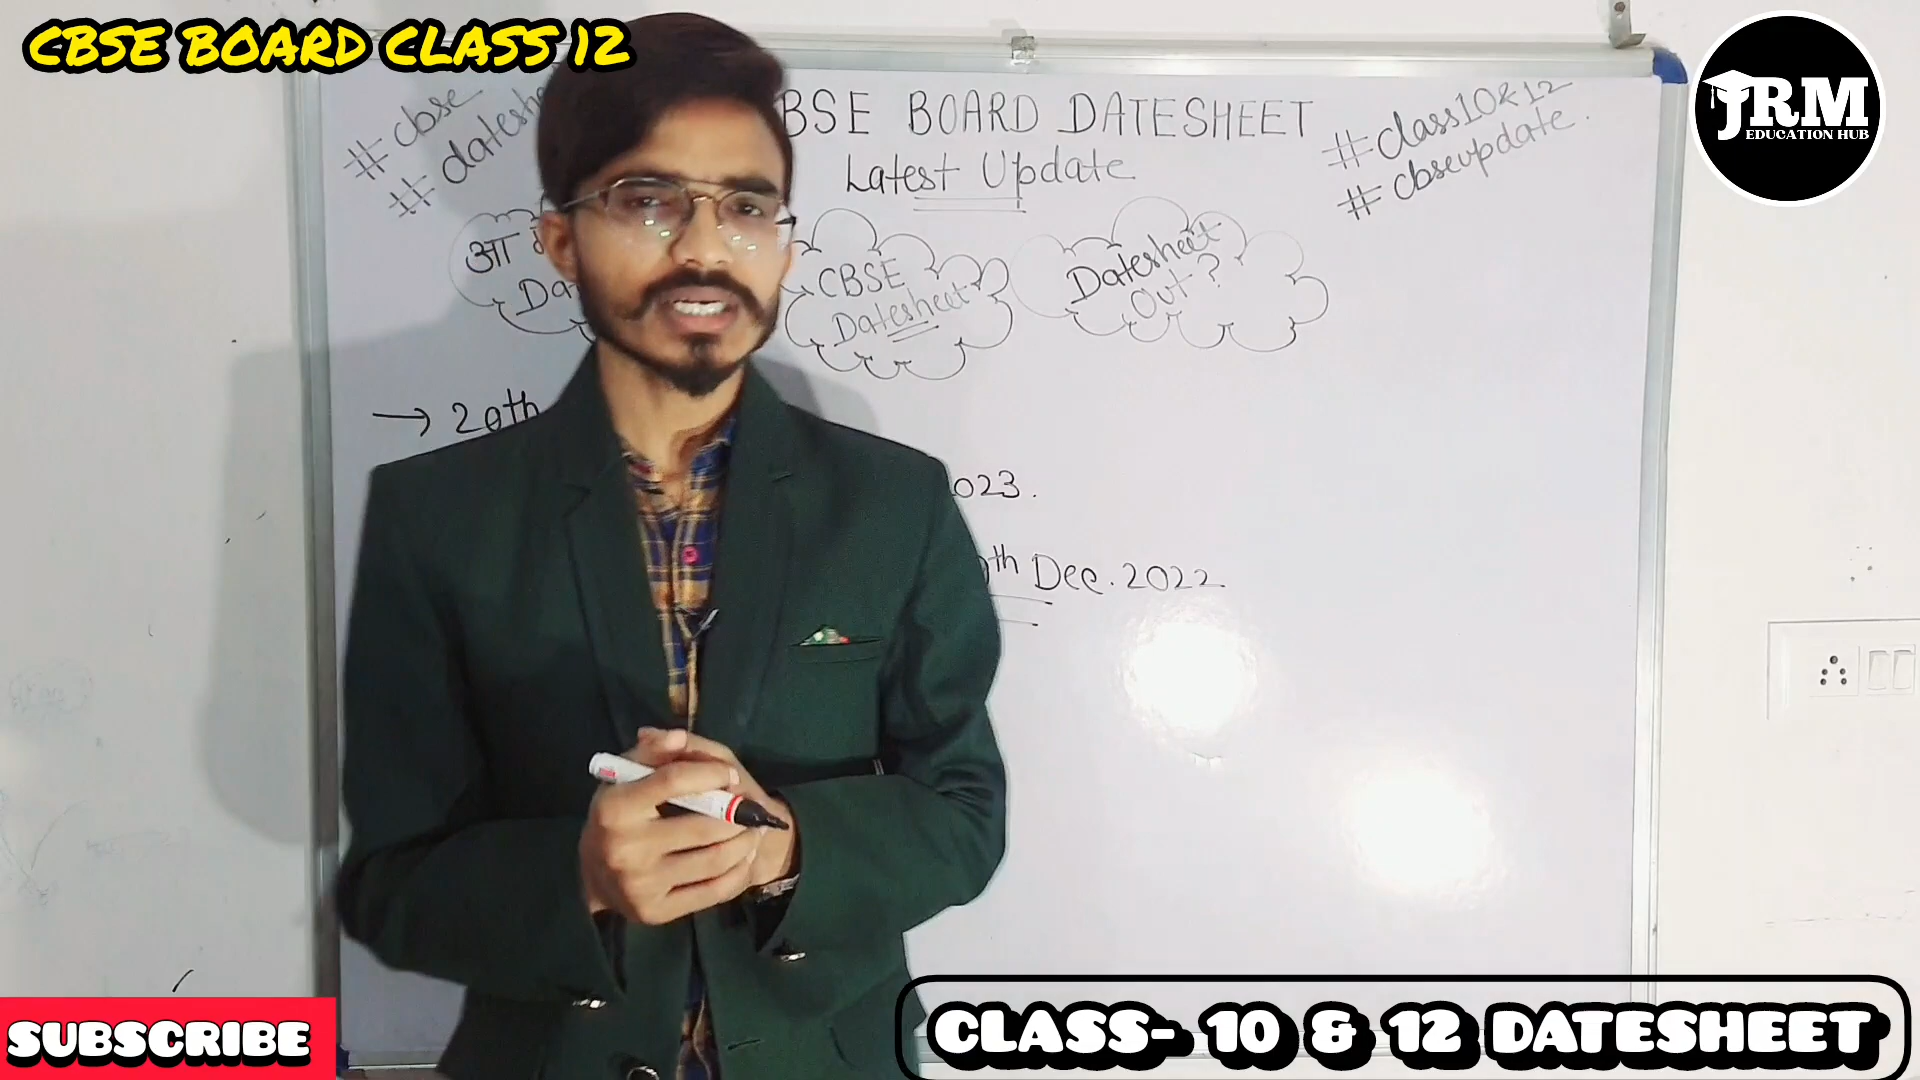 CBSE BOARD CLASS 12
BSE BOARD DATESHEET
Latest Update
#cbse
#datesh
#class10&12
#cbseupdate.
JRM
EDUCATION HUB
आ
Da
CBSE
Datesheet
Datesheet
Out ?
→ 20th
023.
th Dec. 2022
SUBSCRIBE
CLASS- 10 & 12 DATESHEET